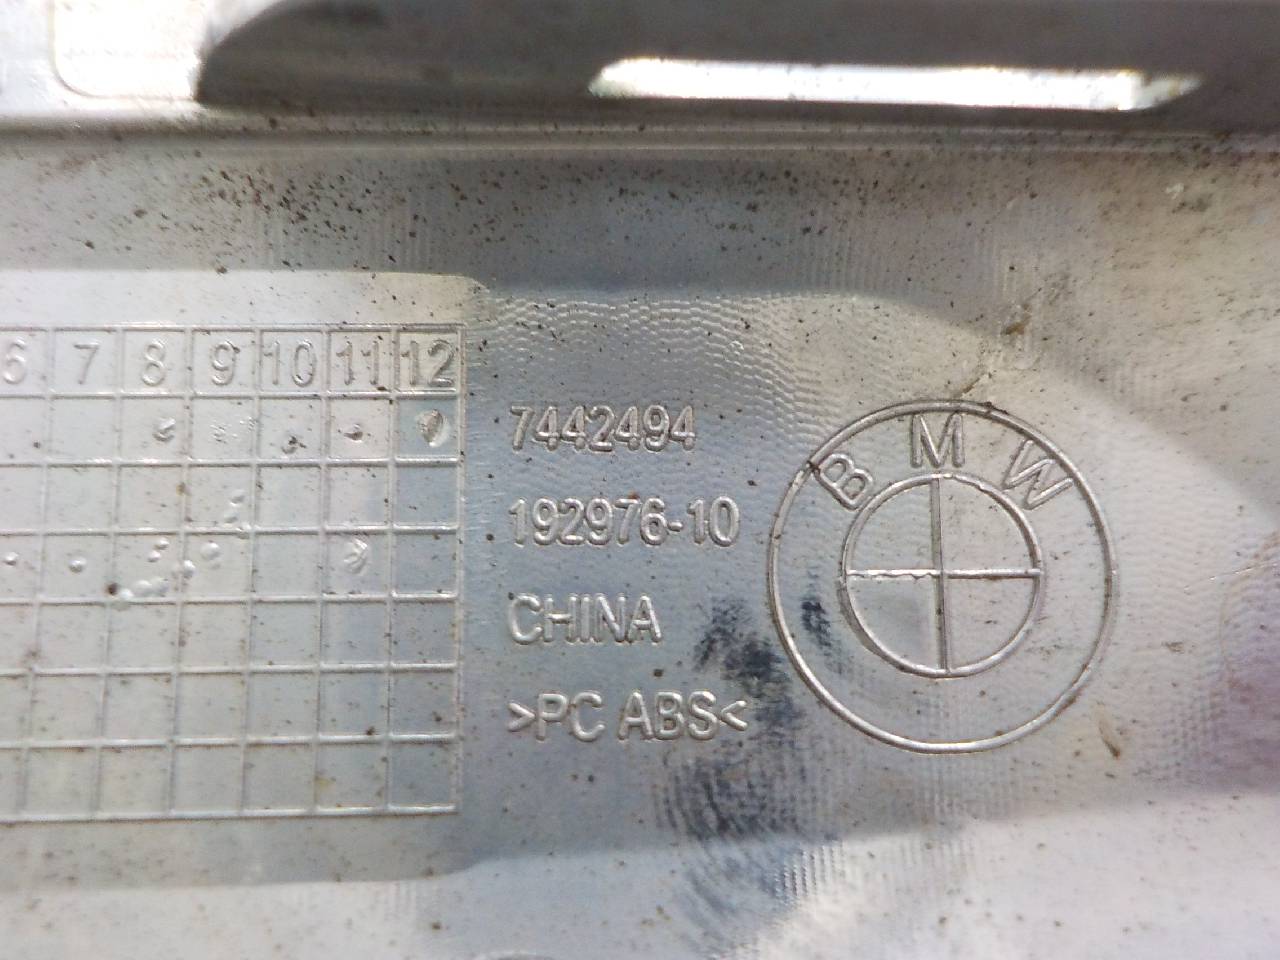 6 7 8 9 10 11 12
7442494
192976-10
CHINA
>PC ABS<
BMW